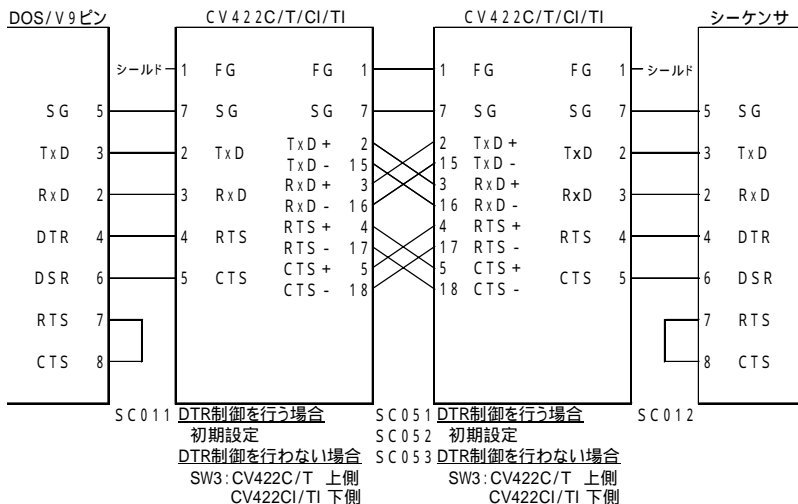 DOS/V9ピン CV422C/T/CI/TI CV422C/T/CI/TI シーケンサ
シールド 1 FG FG 1 1 FG FG 1 シールド
SG 5 7 SG SG 7 7 SG SG 7 5 SG
TxD 3 2 TxD TxD+ 2 2 TxD+ TxD 2 3 TxD
TxD- 15 15 TxD-
RxD 2 3 RxD RxD+ 3 3 RxD+ RxD 3 2 RxD
RxD- 16 16 RxD-
DTR 4 4 RTS RTS+ 4 4 RTS+ RTS 4 4 DTR
RTS- 17 17 RTS-
DSR 6 5 CTS CTS+ 5 5 CTS+ CTS 5 6 DSR
CTS- 18 18 CTS-
RTS 7 7 RTS
CTS 8 8 CTS
SC011 DTR制御を行う場合 SC051 DTR制御を行う場合 SC012
初期設定 SC052 初期設定
DTR制御を行わない場合 SC053 DTR制御を行わない場合
SW3:CV422C/T 上側 SW3:CV422C/T 上側
CV422CI/TI 下側 CV422CI/TI 下側